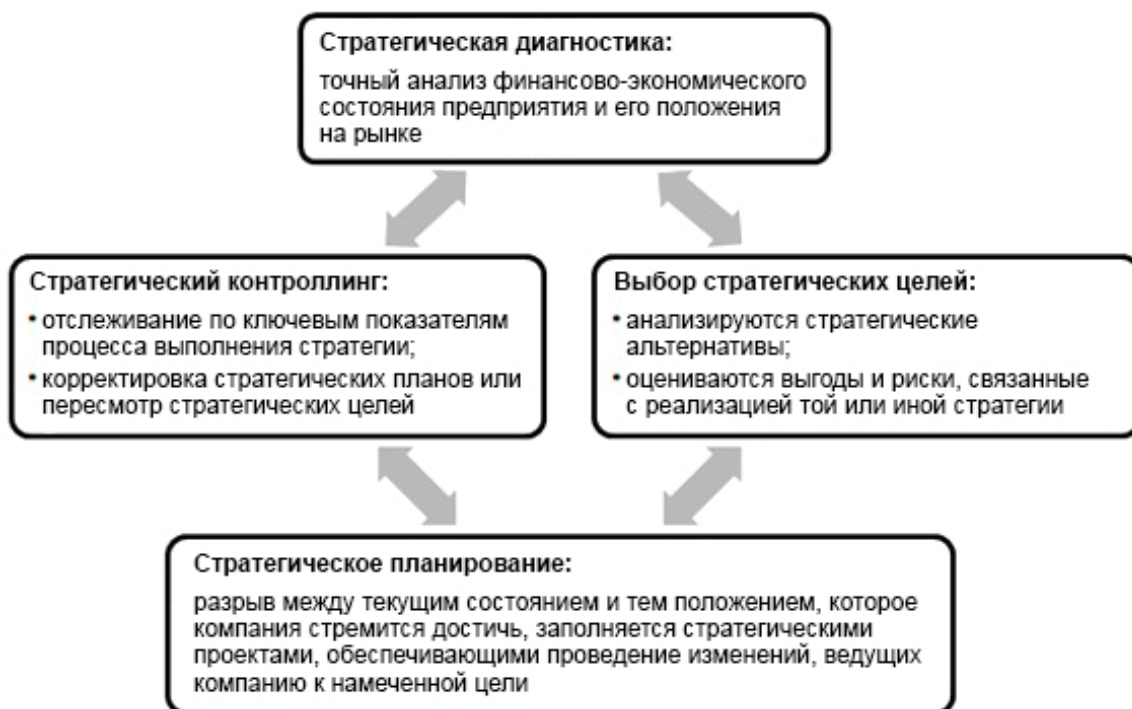 Стратегическая диагностика:
точный анализ финансово-экономического
состояния предприятия и его положения
на рынке
Стратегический контроллинг:
• отслеживание по ключевым показателям
процесса выполнения стратегии;
• корректировка стратегических планов или
пересмотр стратегических целей
Выбор стратегических целей:
• анализируются стратегические
альтернативы;
• оцениваются выгоды и риски, связанные
с реализацией той или иной стратегии
Стратегическое планирование:
разрыв между текущим состоянием и тем положением, которое
компания стремится достичь, заполняется стратегическими
проектами, обеспечивающими проведение изменений, ведущих
компанию к намеченной цели